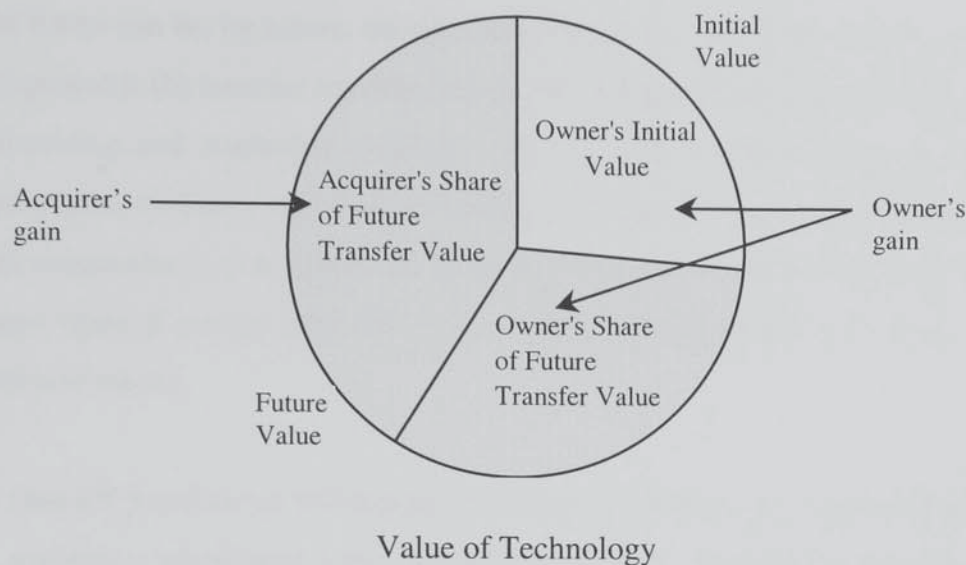 Initial
Value
Owner's Initial
Value
Acquirer's Share
of Future
Transfer Value
Acquirer's
gain
Owner's
gain
Owner's Share
of Future
Transfer Value
Future
Value
Value of Technology